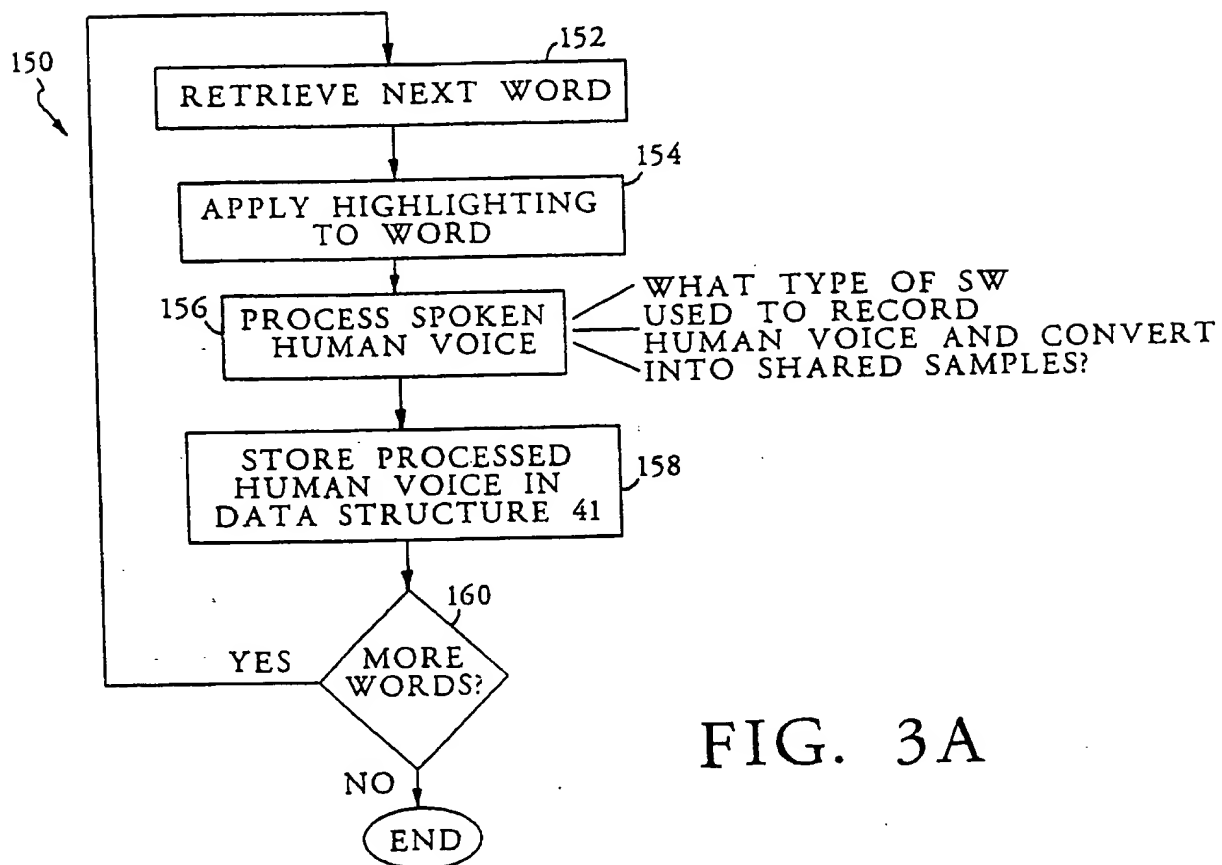 152
150
RETRIEVE NEXT WORD
154
APPLY HIGHLIGHTING
TO WORD
156
PROCESS SPOKEN
HUMAN VOICE
WHAT TYPE OF SW
USED TO RECORD
HUMAN VOICE AND CONVERT
INTO SHARED SAMPLES?
STORE PROCESSED
HUMAN VOICE IN
DATA STRUCTURE 41
158
160
YES
MORE
WORDS?
NO
END
FIG. 3A